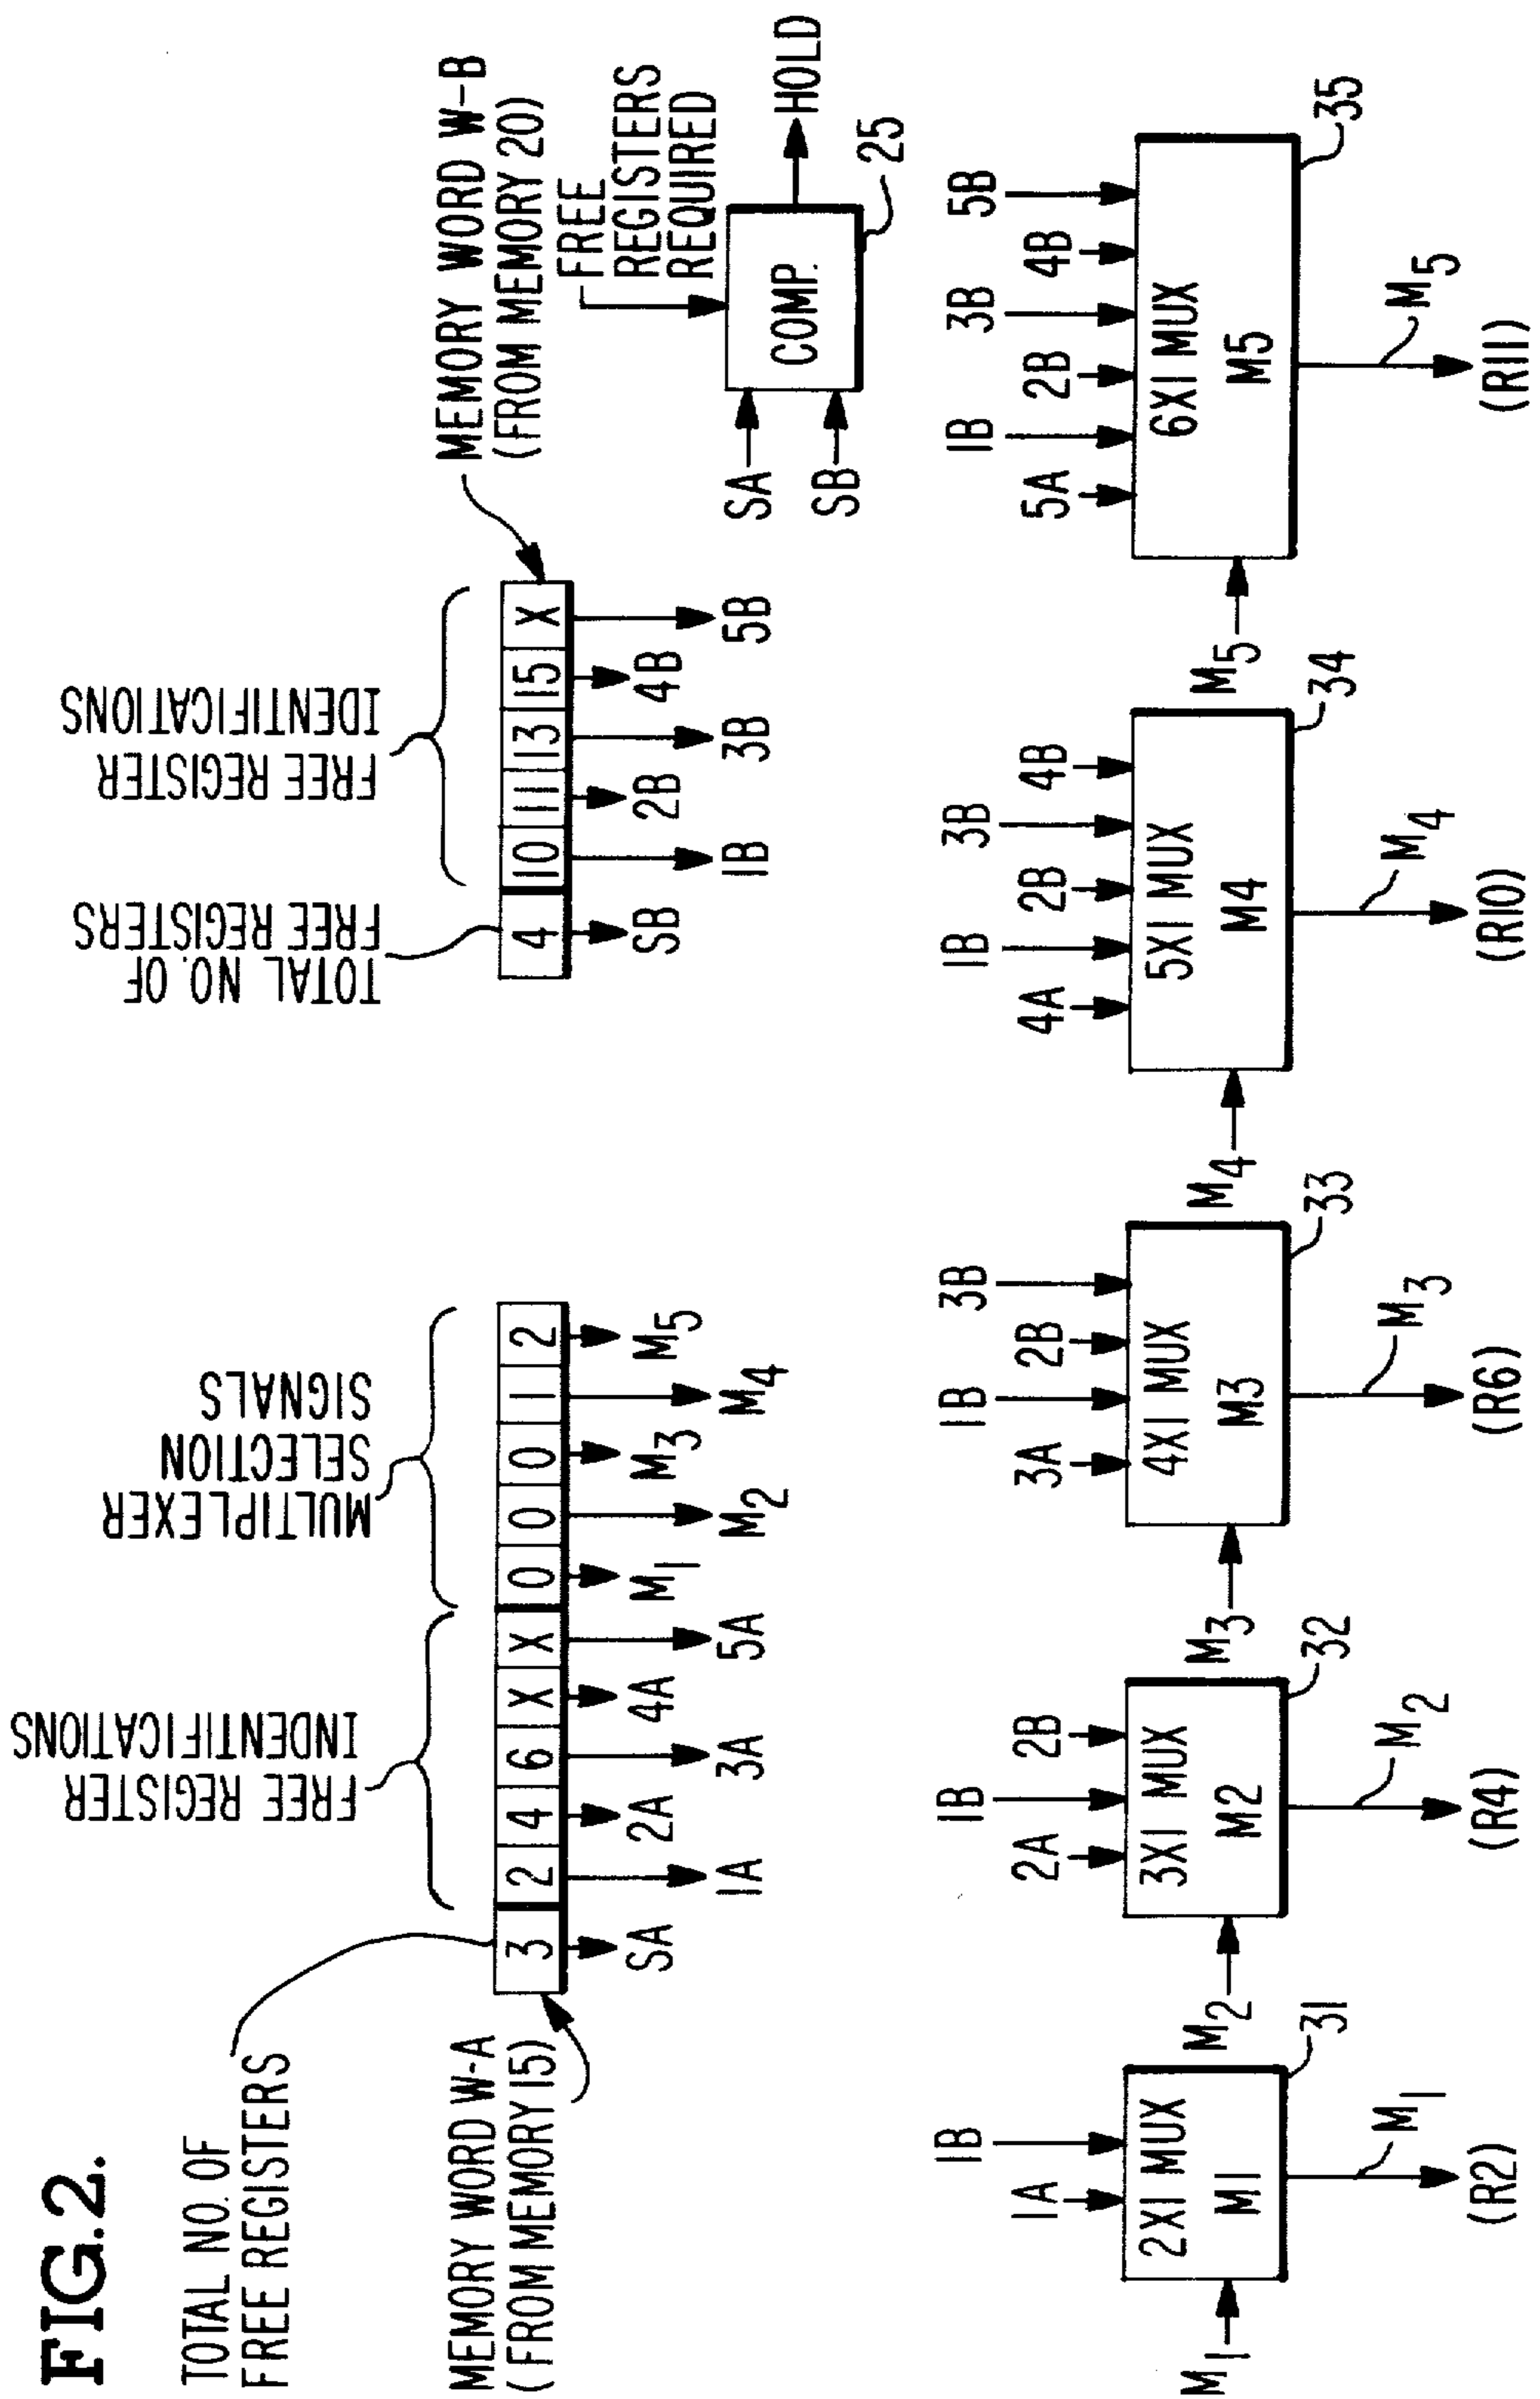 FIG.2.
TOTAL NO. OF
FREE REGISTERS
MEMORY WORD W-A
(FROM MEMORY 15)
FREE REGISTER
INDENTIFICATIONS
MULTIPLEXER
SELECTION
SIGNALS
3 2 4 6 X X 0 0 0 1 2
SA 1A 2A 3A 4A 5A M1 M2 M3 M4 M5
TOTAL NO. OF
FREE REGISTERS
FREE REGISTER
IDENTIFICATIONS
MEMORY WORD W-B
(FROM MEMORY 20)
4 10 11 13 15 X
SB 1B 2B 3B 4B 5B
FREE
REGISTERS
REQUIRED
SA
SB
COMP.
HOLD
25
1A 1B
M1
2X1 MUX
M1
31
M1
(R2)
2A 1B 2B
M2
3X1 MUX
M2
32
M2
(R4)
3A 1B 2B 3B
M3
4X1 MUX
M3
33
M3
(R6)
4A 1B 2B 3B 4B
M4
5X1 MUX
M4
34
M4
(R10)
5A 1B 2B 3B 4B 5B
M5
6X1 MUX
M5
35
M5
(R11)